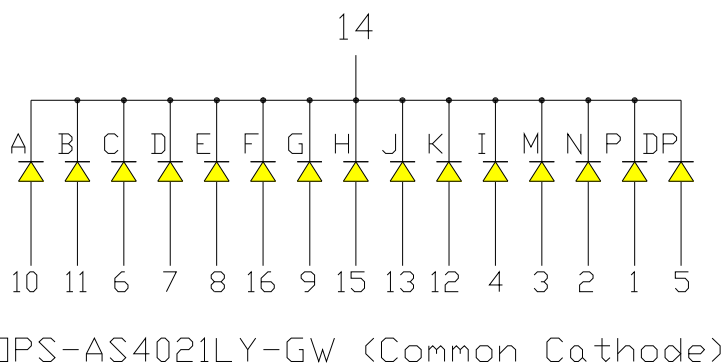 14
A B C D E F G H J K I M N P DP
10 11 6 7 8 16 9 15 13 12 4 3 2 1 5
OPS-AS4021LY-GW (Common Cathode)